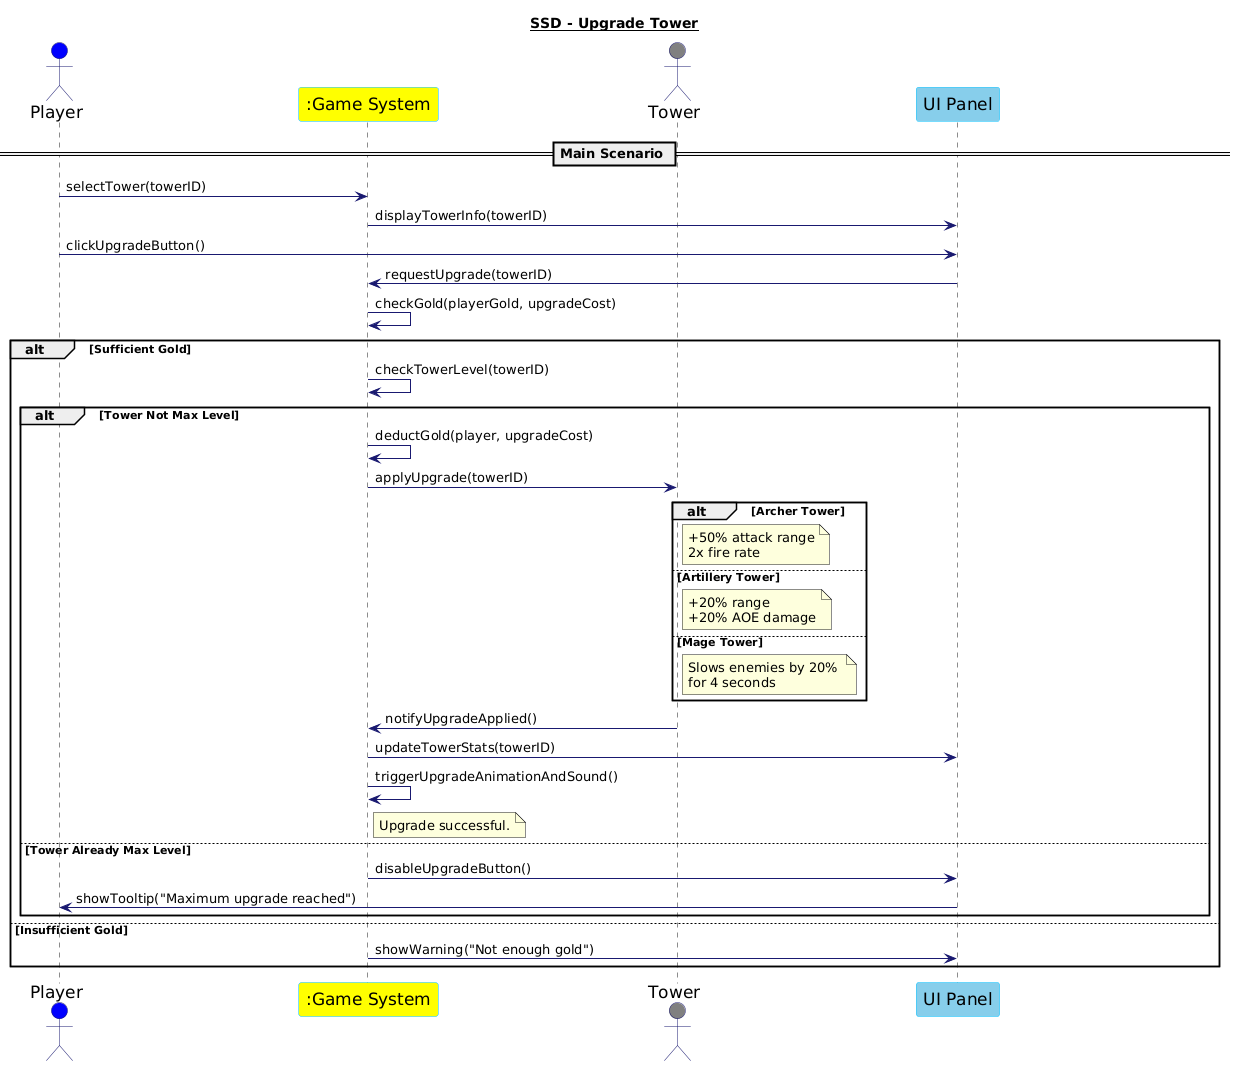 SSD - Upgrade Tower
Player
:Game System
Tower
UI Panel
Main Scenario
selectTower(towerID)
displayTowerInfo(towerID)
clickUpgradeButton()
requestUpgrade(towerID)
checkGold(playerGold, upgradeCost)
alt [Sufficient Gold]
checkTowerLevel(towerID)
alt [Tower Not Max Level]
deductGold(player, upgradeCost)
applyUpgrade(towerID)
alt [Archer Tower]
+50% attack range
2x fire rate
[Artillery Tower]
+20% range
+20% AOE damage
[Mage Tower]
Slows enemies by 20%
for 4 seconds
notifyUpgradeApplied()
updateTowerStats(towerID)
triggerUpgradeAnimationAndSound()
Upgrade successful.
[Tower Already Max Level]
disableUpgradeButton()
showTooltip("Maximum upgrade reached")
[Insufficient Gold]
showWarning("Not enough gold")
Player
:Game System
Tower
UI Panel